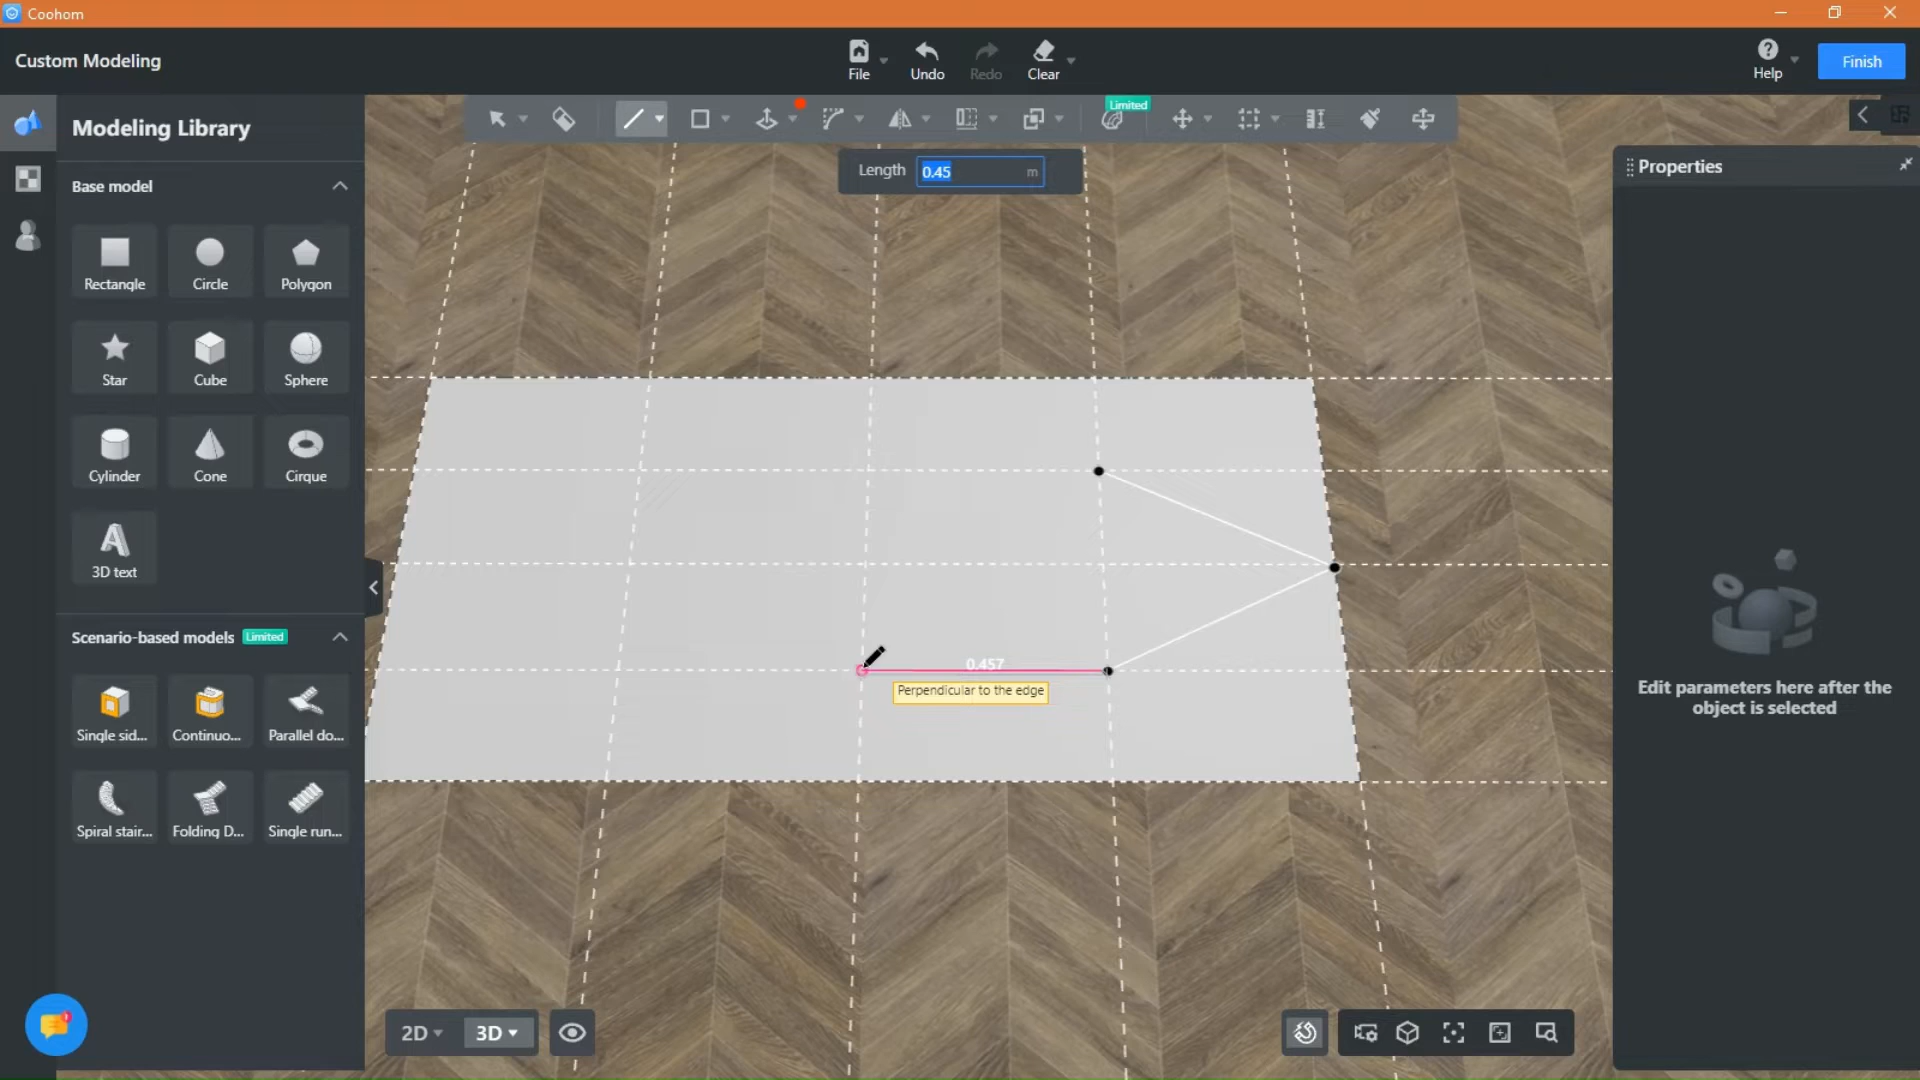 Coohom
Custom Modeling
File
Undo
Redo
Clear
Help
Finish
Modeling Library
Limited
Length 0.45 m
Properties
Base model
Rectangle
Circle
Polygon
Star
Cube
Sphere
Cylinder
Cone
Cirque
3D text
Scenario-based models Limited
Single sid...
Continuo...
Parallel do...
Spiral stair...
Folding D...
Single run...
0.457
Perpendicular to the edge
Edit parameters here after the
object is selected
2D
3D